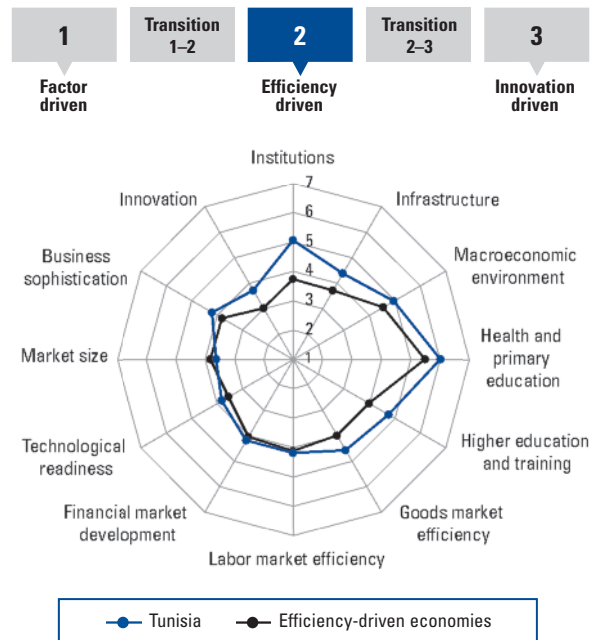 1
Transition
1–2
2
Transition
2–3
3
Factor
driven
Efficiency
driven
Innovation
driven
Institutions
Innovation
Infrastructure
Business
sophistication
Macroeconomic
environment
Market size
Health and
primary
education
Technological
readiness
Higher education
and training
Financial market
development
Goods market
efficiency
Labor market efficiency
7
6
5
4
3
2
1
Tunisia
Efficiency-driven economies